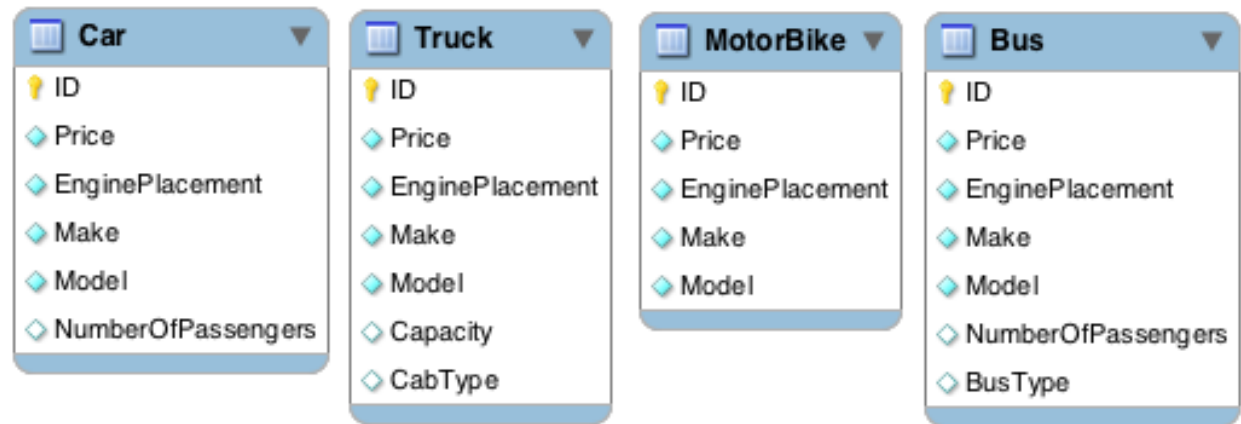 Car
ID
Price
EnginePlacement
Make
Model
NumberOfPassengers
Truck
ID
Price
EnginePlacement
Make
Model
Capacity
CabType
MotorBike
ID
Price
EnginePlacement
Make
Model
Bus
ID
Price
EnginePlacement
Make
Model
NumberOfPassengers
BusType